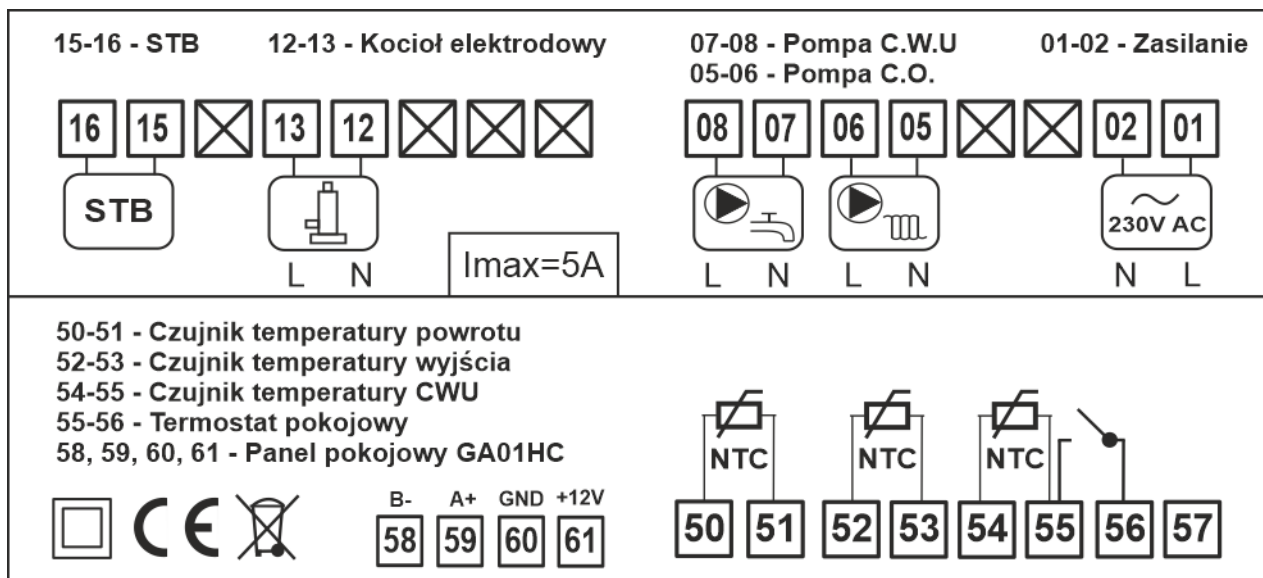 15-16 - STB 12-13 - Kocioł elektrodowy 07-08 - Pompa C.W.U 01-02 - Zasilanie
05-06 - Pompa C.O.
16 15 13 12 08 07 06 05 02 01
STB 230V AC
L N L N L N N L
Imax=5A
50-51 - Czujnik temperatury powrotu
52-53 - Czujnik temperatury wyjścia
54-55 - Czujnik temperatury CWU
55-56 - Termostat pokojowy
58, 59, 60, 61 - Panel pokojowy GA01HC
NTC NTC NTC
CE
B- A+ GND +12V
58 59 60 61
50 51 52 53 54 55 56 57